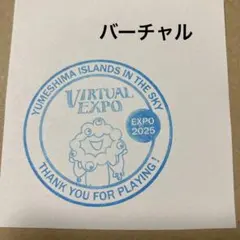 バーチャル
YUMESHIMA ISLANDS IN THE SKY
VIRTUAL
EXPO
EXPO
2025
THANK YOU FOR PLAYING!